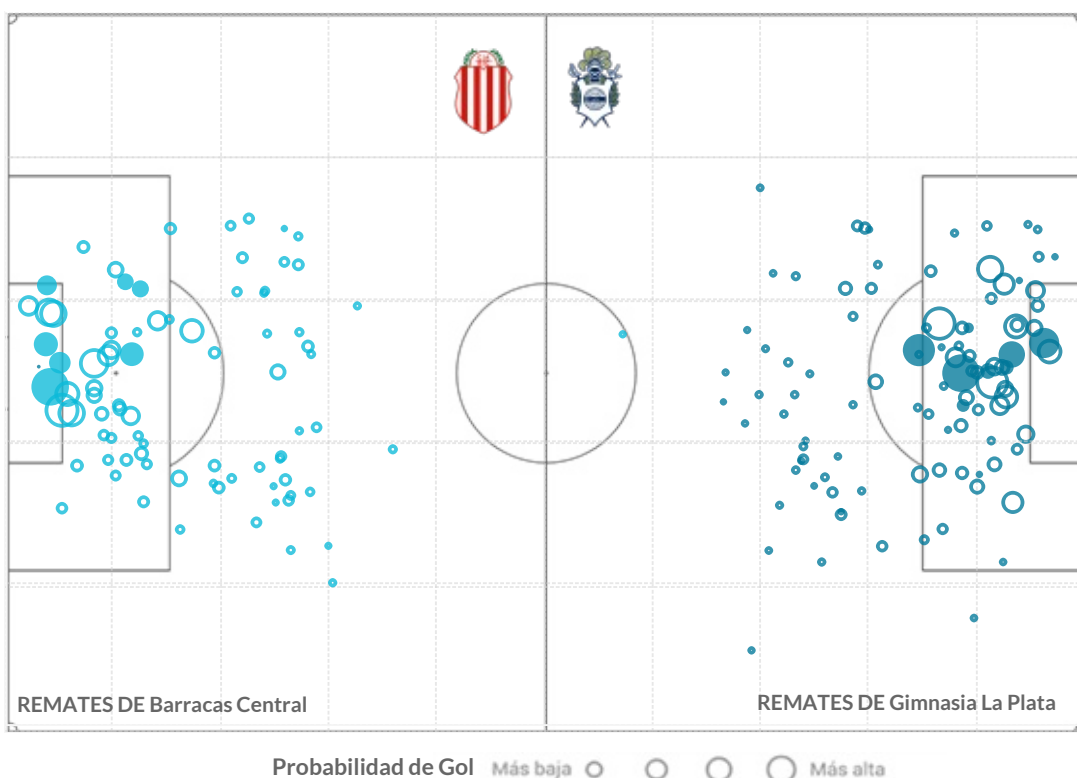 REMATES DE Barracas Central
REMATES DE Gimnasia La Plata
Probabilidad de Gol Más baja Más alta